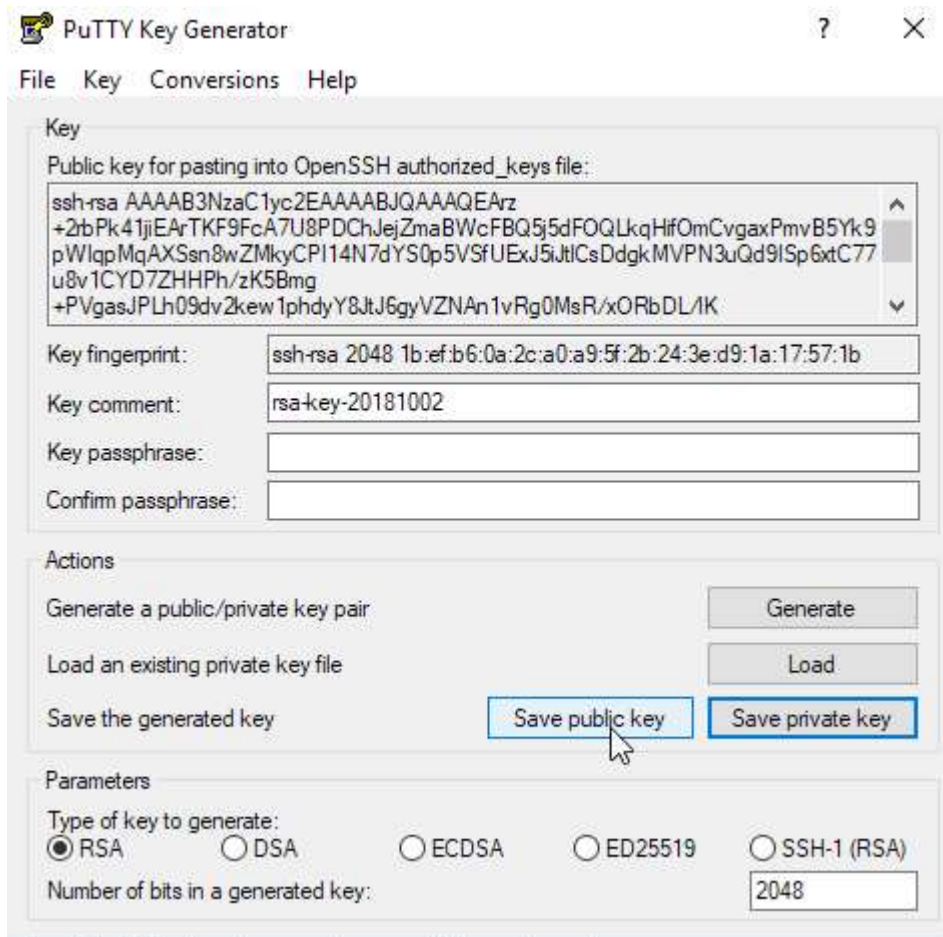 PuTTY Key Generator ? ×
File Key Conversions Help
Key
Public key for pasting into OpenSSH authorized_keys file:
ssh-rsa AAAAB3NzaC1yc2EAAAABJQAAAQEArz
+2rbPk41jiEArTKF9FcA7U8PDChJejZmaBWcFBQ5j5dFOQLkqHifOmCvgaxPmvB5Yk9
pWIqpMqAXSsn8wZMkyCPI14N7dYS0p5VSfUExJ5iJtICsDdgkMVPN3uQd9ISp6xtC77
u8v1CYD7ZHHPh/zK5Bmg
+PVgasJPLh09dv2kew1phdyY8JtJ6gyVZNAn1vRg0MsR/xORbDL/IK
Key fingerprint: ssh-rsa 2048 1b:ef:b6:0a:2c:a0:a9:5f:2b:24:3e:d9:1a:17:57:1b
Key comment: rsa-key-20181002
Key passphrase:
Confirm passphrase:
Actions
Generate a public/private key pair Generate
Load an existing private key file Load
Save the generated key Save public key Save private key
Parameters
Type of key to generate:
RSA DSA ECDSA ED25519 SSH-1 (RSA)
Number of bits in a generated key: 2048